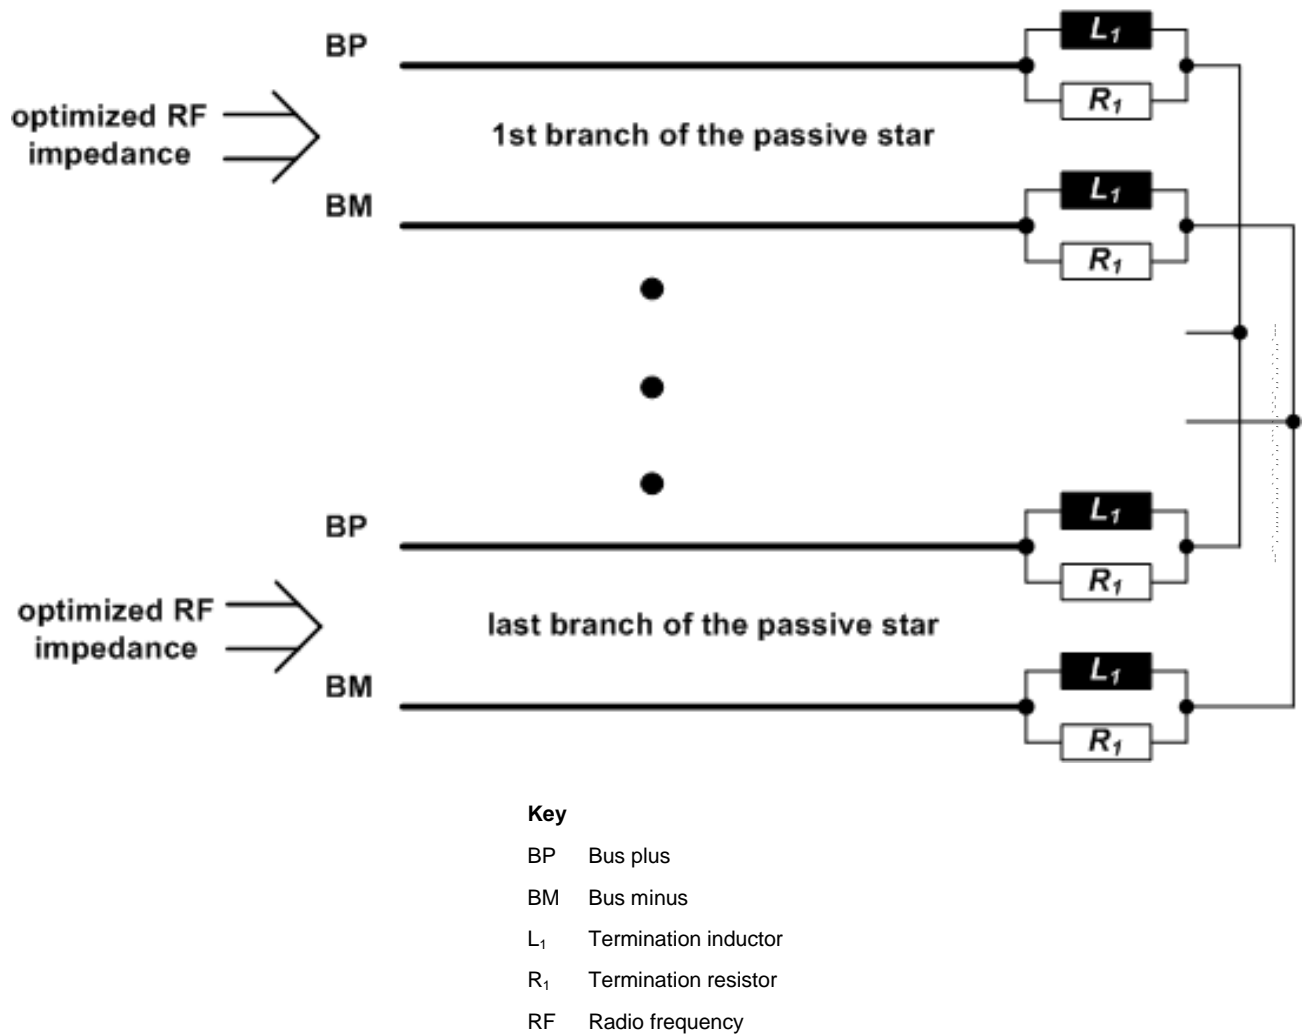 BP
L1
R1
optimized RF
impedance
1st branch of the passive star
BM
L1
R1
BP
L1
R1
optimized RF
impedance
last branch of the passive star
BM
L1
R1
Key
BP Bus plus
BM Bus minus
L1 Termination inductor
R1 Termination resistor
RF Radio frequency